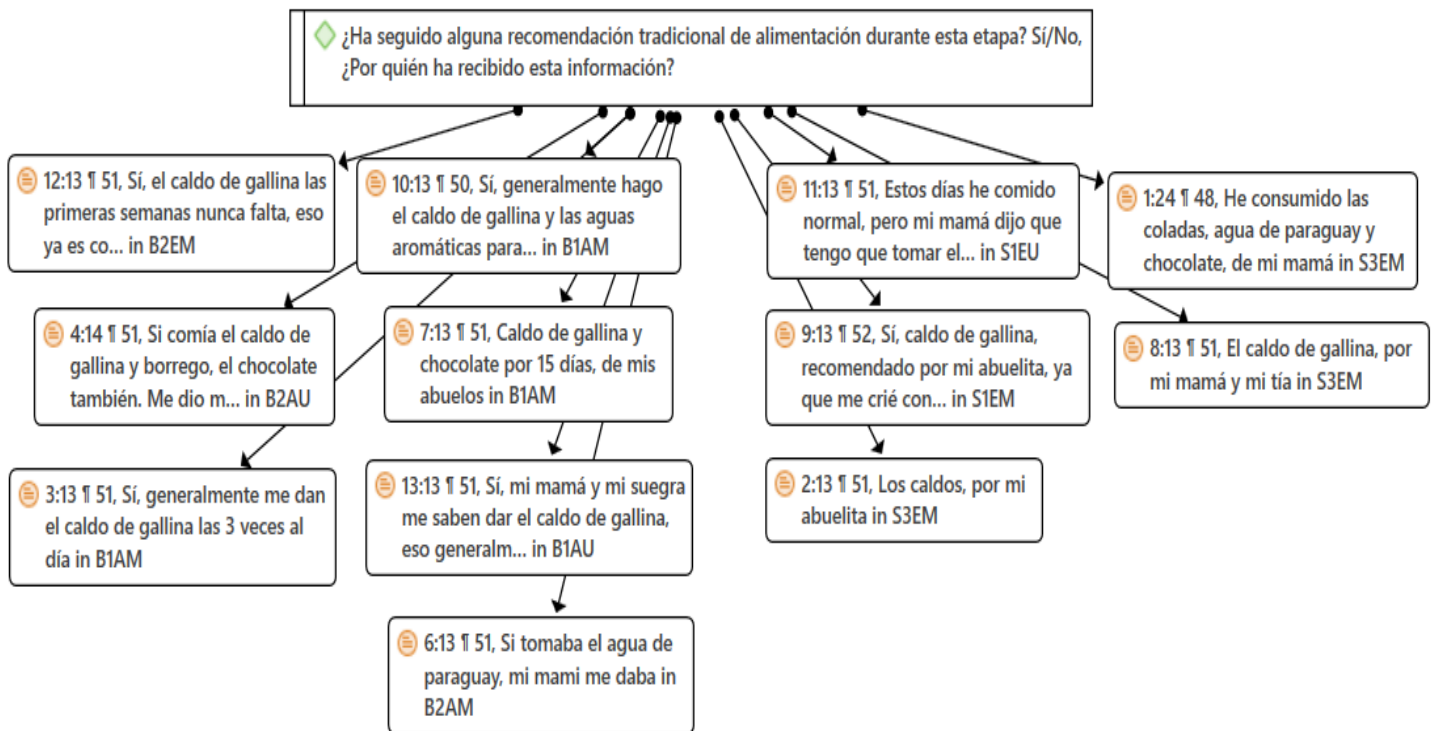 ¿Ha seguido alguna recomendación tradicional de alimentación durante esta etapa? Sí/No,
¿Por quién ha recibido esta información?
12:13 ¶ 51, Sí, el caldo de gallina las
primeras semanas nunca falta, eso
ya es co... in B2EM
10:13 ¶ 50, Sí, generalmente hago
el caldo de gallina y las aguas
aromáticas para... in B1AM
11:13 ¶ 51, Estos días he comido
normal, pero mi mamá dijo que
tengo que tomar el... in S1EU
1:24 ¶ 48, He consumido las
coladas, agua de paraguay y
chocolate, de mi mamá in S3EM
4:14 ¶ 51, Si comía el caldo de
gallina y borrego, el chocolate
también. Me dio m... in B2AU
7:13 ¶ 51, Caldo de gallina y
chocolate por 15 días, de mis
abuelos in B1AM
9:13 ¶ 52, Sí, caldo de gallina,
recomendado por mi abuelita, ya
que me crié con... in S1EM
8:13 ¶ 51, El caldo de gallina, por
mi mamá y mi tía in S3EM
3:13 ¶ 51, Sí, generalmente me dan
el caldo de gallina las 3 veces al
día in B1AM
13:13 ¶ 51, Sí, mi mamá y mi suegra
me saben dar el caldo de gallina,
eso generalm... in B1AU
2:13 ¶ 51, Los caldos, por mi
abuelita in S3EM
6:13 ¶ 51, Si tomaba el agua de
paraguay, mi mami me daba in
B2AM